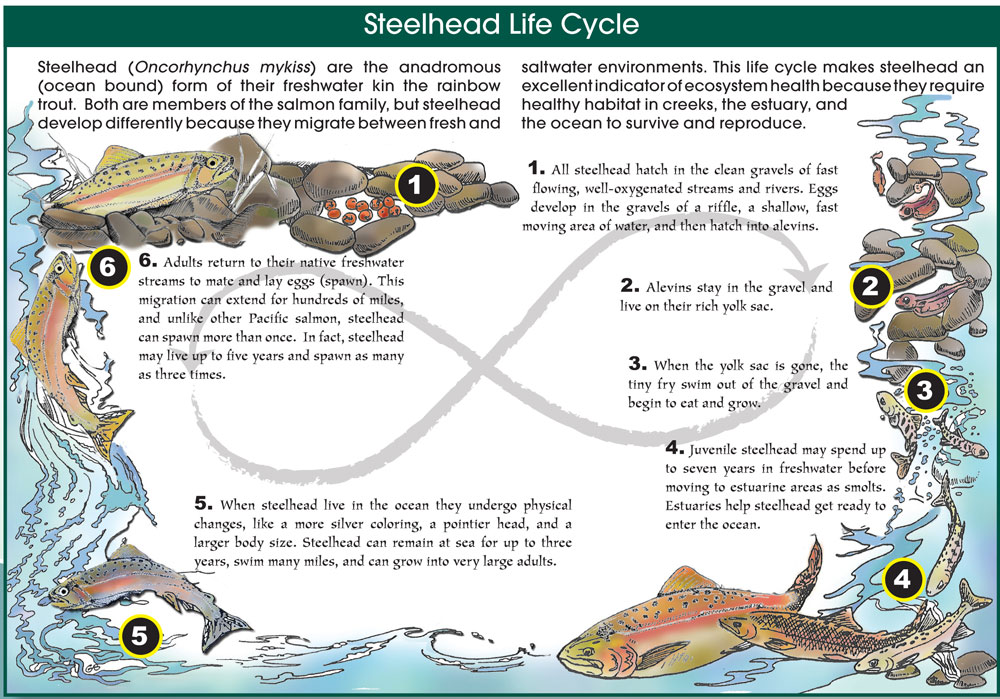 Steelhead Life Cycle
Steelhead (Oncorhynchus mykiss) are the anadromous
(ocean bound) form of their freshwater kin the rainbow
trout. Both are members of the salmon family, but steelhead
develop differently because they migrate between fresh and
saltwater environments. This life cycle makes steelhead an
excellent indicator of ecosystem health because they require
healthy habitat in creeks, the estuary, and
the ocean to survive and reproduce.
1
1. All steelhead hatch in the clean gravels of fast
flowing, well-oxygenated streams and rivers. Eggs
develop in the gravels of a riffle, a shallow, fast
moving area of water, and then hatch into alevins.
2
2. Alevins stay in the gravel and
live on their rich yolk sac.
3
3. When the yolk sac is gone, the
tiny fry swim out of the gravel and
begin to eat and grow.
4
4. Juvenile steelhead may spend up
to seven years in freshwater before
moving to estuarine areas as smolts.
Estuaries help steelhead get ready to
enter the ocean.
5
5. When steelhead live in the ocean they undergo physical
changes, like a more silver coloring, a pointier head, and a
larger body size. Steelhead can remain at sea for up to three
years, swim many miles, and can grow into very large adults.
6
6. Adults return to their native freshwater
streams to mate and lay eggs (spawn). This
migration can extend for hundreds of miles,
and unlike other Pacific salmon, steelhead
can spawn more than once. In fact, steelhead
may live up to five years and spawn as many
as three times.